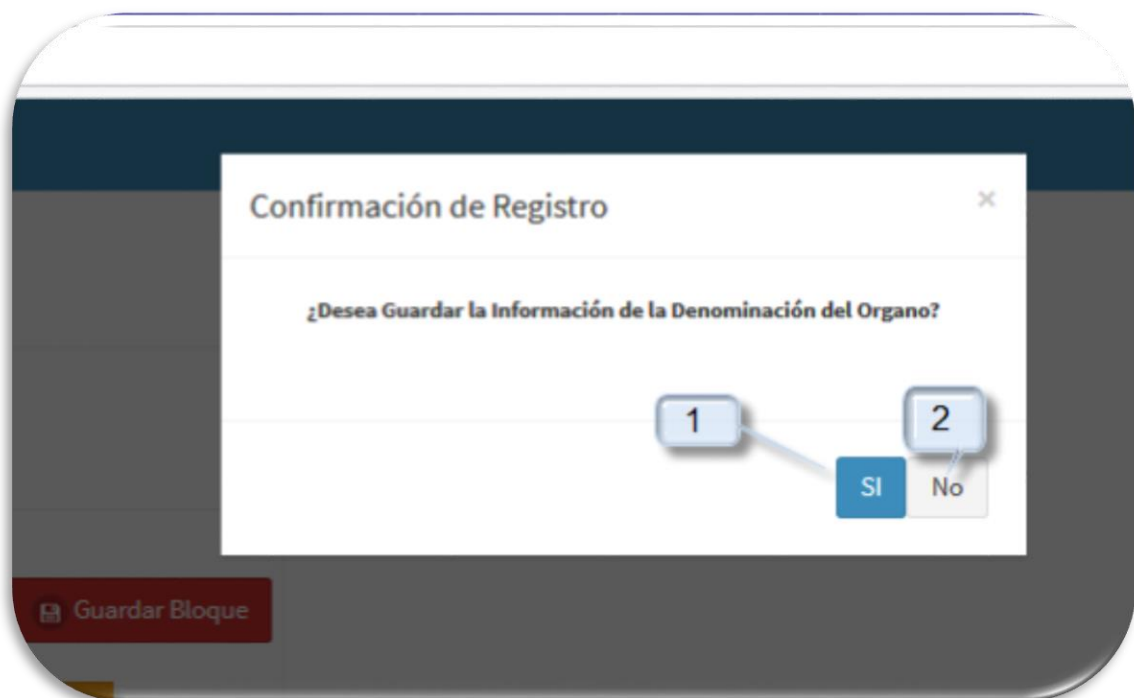 Confirmación de Registro ×
¿Desea Guardar la Información de la Denominación del Organo?
1 2
SI No
Guardar Bloque